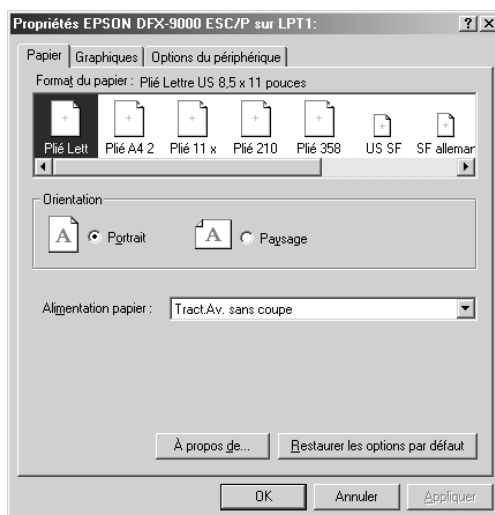 Propriétés EPSON DFX-9000 ESC/P sur LPT1:
Papier Graphiques Options du périphérique
Format du papier : Plié Lettre US 8,5 x 11 pouces
Plié Lett Plié A4 2 Plié 11 x Plié 210 Plié 358 US SF SF allemar
Orientation
A Portrait A Paysage
Alimentation papier : Tract.Av. sans coupe
À propos de... Restaurer les options par défaut
OK Annuler Appliquer